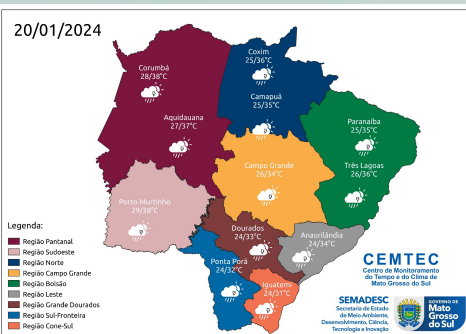 20/01/2024
Coxim
25/36°C
Corumbá
28/38°C
Camapuã
25/35°C
Aquidauana
27/37°C
Paranaíba
25/35°C
Campo Grande
26/34°C
Três Lagoas
26/36°C
Porto Murtinho
29/38°C
Dourados
24/33°C
Anaurilândia
24/34°C
Ponta Porã
24/32°C
Iguatemi
24/31°C
Legenda:
Região Pantanal
Região Sudoeste
Região Norte
Região Campo Grande
Região Bolsão
Região Leste
Região Grande Dourados
Região Sul-Fronteira
Região Cone-Sul
CEMTEC
Centro de Monitoramento
do Tempo e do Clima de
Mato Grosso do Sul
SEMADESC
Secretaria de Estado
de Meio Ambiente,
Desenvolvimento, Ciência,
Tecnologia e Inovação
GOVERNO DE
Mato
Grosso
do Sul